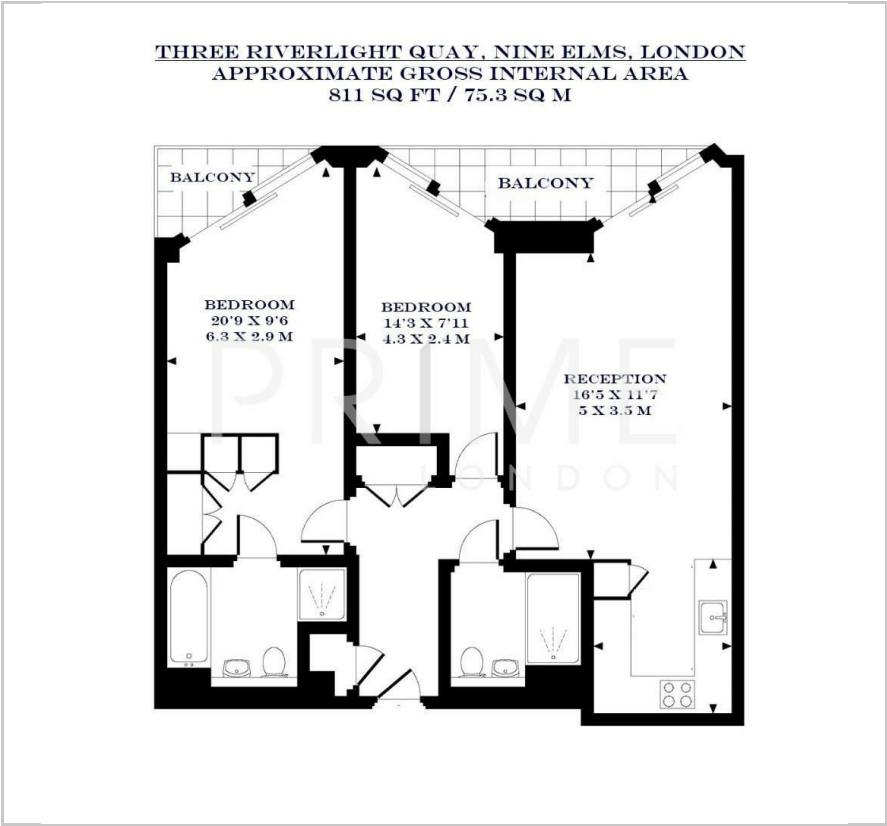 THREE RIVERLIGHT QUAY, NINE ELMS, LONDON
APPROXIMATE GROSS INTERNAL AREA
811 SQ FT / 75.3 SQ M
BALCONY
BALCONY
BEDROOM
20'9 X 9'6
6.3 X 2.9 M
BEDROOM
14'3 X 7'11
4.3 X 2.4 M
RECEPTION
16'5 X 11'7
5 X 3.5 M
PRIME
LONDON